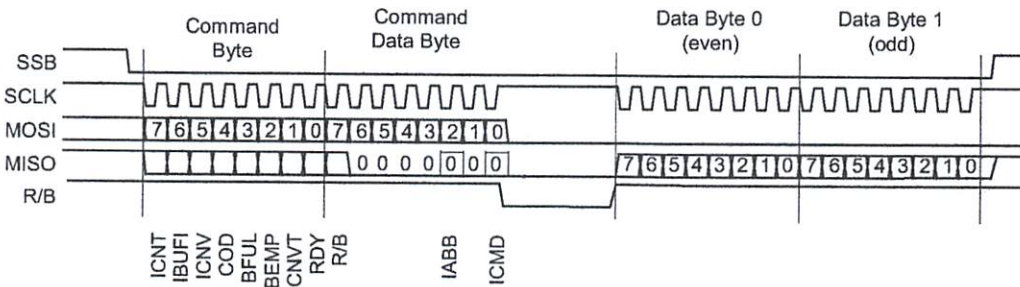 Command Byte
Command Data Byte
Data Byte 0 (even)
Data Byte 1 (odd)
SSB
SCLK
MOSI 7 6 5 4 3 2 1 0 7 6 5 4 3 2 1 0
MISO 0 0 0 0 0 0 0 7 6 5 4 3 2 1 0 7 6 5 4 3 2 1 0
R/B
ICNT
IBUFI
ICNV
COD
BFUL
BEMP
CNVT
RDY
R/B
IABB
ICMD